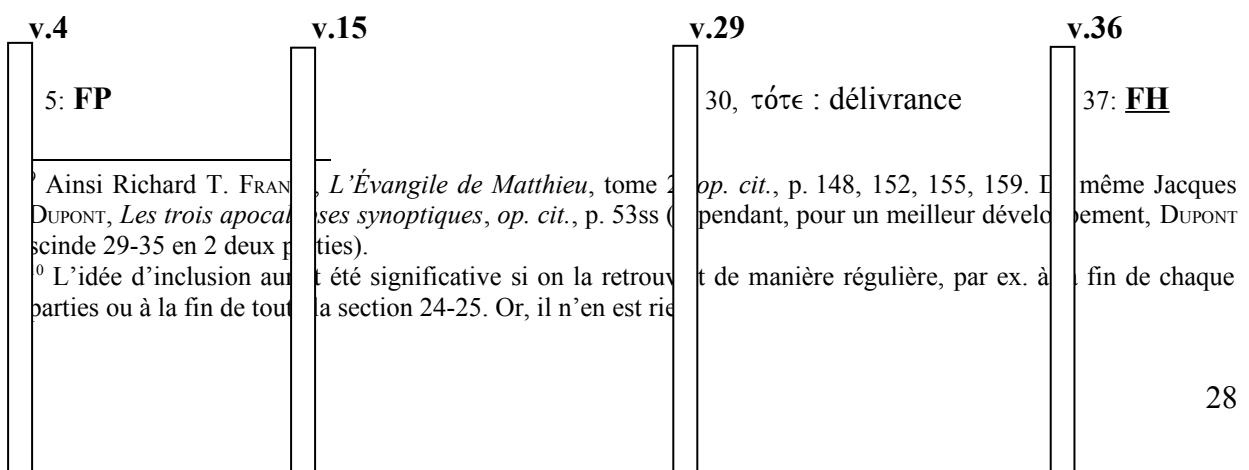 v.4 v.15 v.29 v.36
5: FP 30, τότε : délivrance 37: FH
Ainsi Richard T. FRAN , L’Évangile de Matthieu, tome 2 op. cit., p. 148, 152, 155, 159. D même Jacques
DUPONT, Les trois apocal ses synoptiques, op. cit., p. 53ss ( pendant, pour un meilleur dévelo pement, DUPONT
scinde 29-35 en 2 deux p ties).
L’idée d’inclusion au t été significative si on la retrouv t de manière régulière, par ex. à fin de chaque
parties ou à la fin de tout la section 24-25. Or, il n’en est rie
28